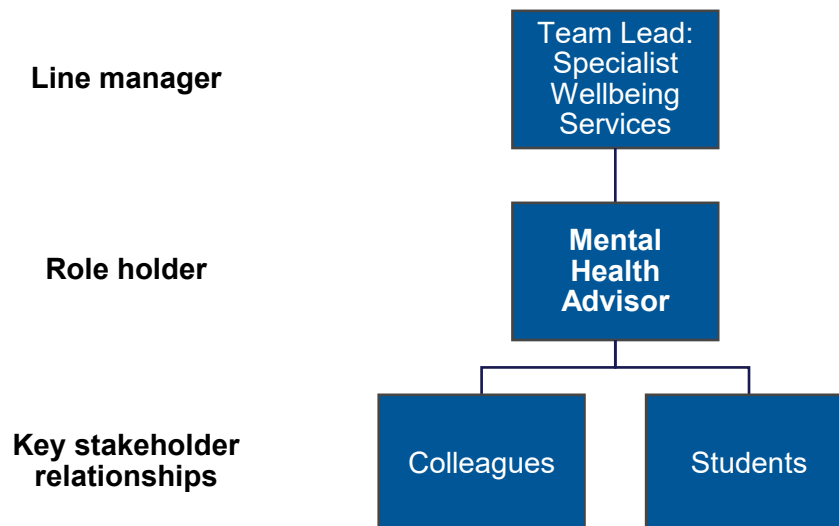 Line manager
Team Lead:
Specialist
Wellbeing
Services
Role holder
Mental
Health
Advisor
Key stakeholder
relationships
Colleagues
Students